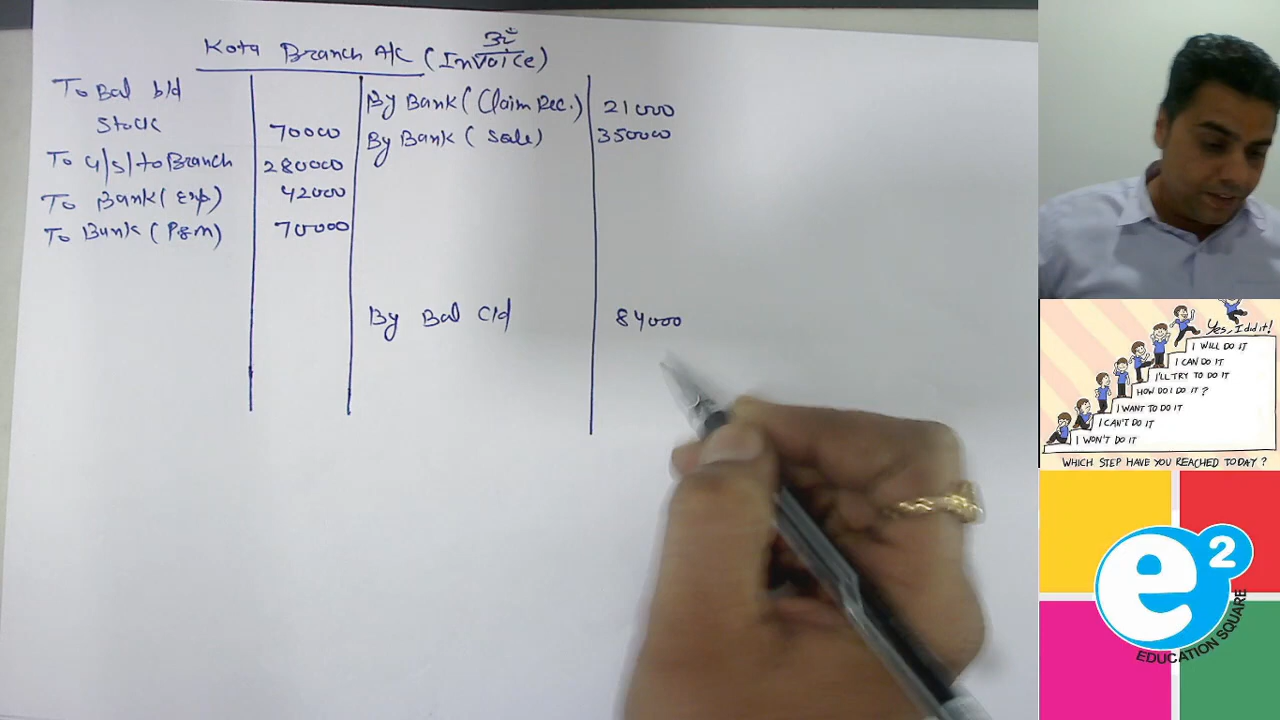 Kota Branch A/c (Invoice)
To Bal b/d
Stock 70000
To G/S/to Branch 280000
To Bank (Exp) 42000
To Bank (P&M) 70000
By Bank (Claim Rec.) 21000
By Bank (Sale) 350000
By Bal c/d 84000
Yes, I did it!
I WILL DO IT
I CAN DO IT
I'LL TRY TO DO IT
HOW DO I DO IT?
I WANT TO DO IT
I CAN'T DO IT
I WON'T DO IT
WHICH STEP HAVE YOU REACHED TODAY?
e2
EDUCATION SQUARE